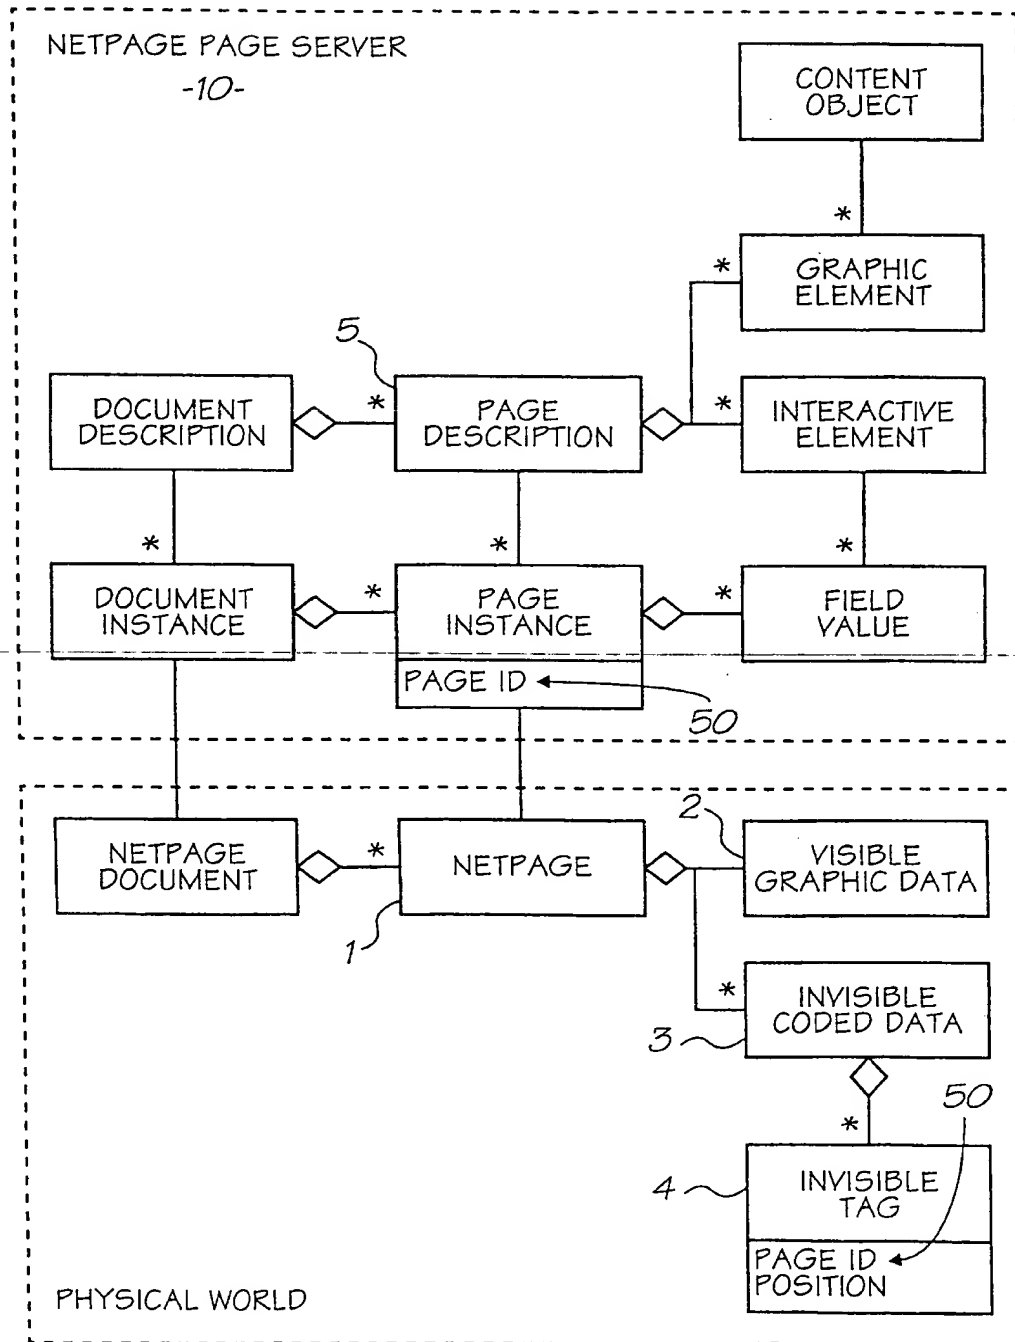 NETPAGE PAGE SERVER
-10-
CONTENT
OBJECT
*
GRAPHIC
ELEMENT
*
5
DOCUMENT
DESCRIPTION
*
PAGE
DESCRIPTION
*
INTERACTIVE
ELEMENT
*
*
*
DOCUMENT
INSTANCE
*
PAGE
INSTANCE
*
FIELD
VALUE
PAGE ID
50
NETPAGE
DOCUMENT
*
NETPAGE
1
2
VISIBLE
GRAPHIC DATA
*
INVISIBLE
CODED DATA
3
50
*
4
INVISIBLE
TAG
PAGE ID
POSITION
PHYSICAL WORLD